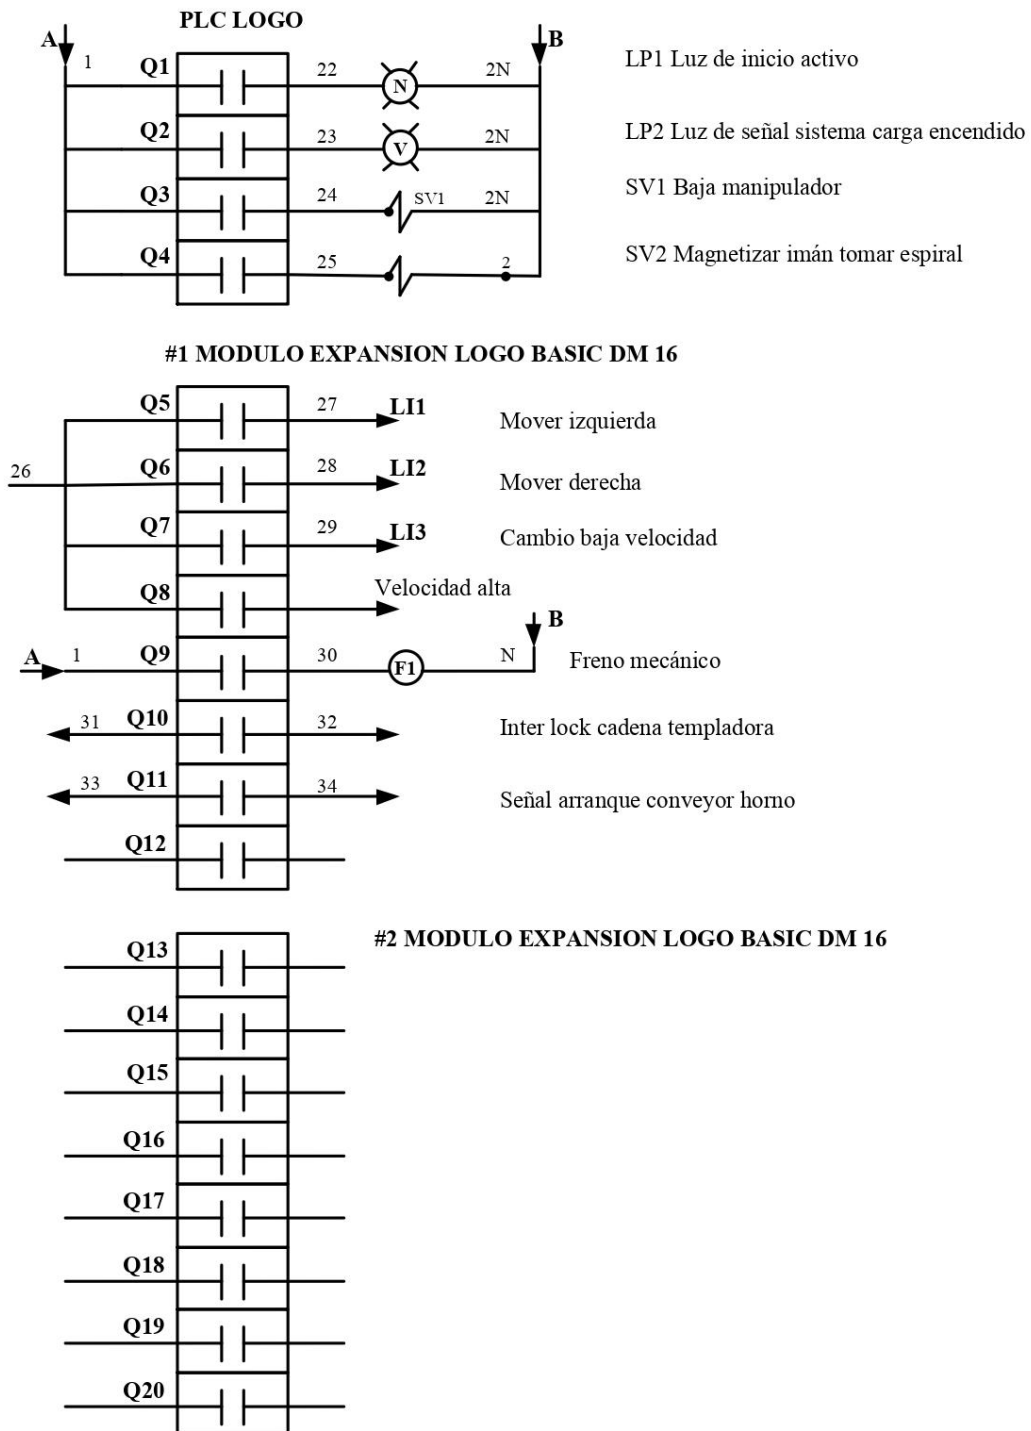 PLC LOGO
A
B
1 Q1 22 N 2N LP1 Luz de inicio activo
Q2 23 V 2N LP2 Luz de señal sistema carga encendido
Q3 24 SV1 2N SV1 Baja manipulador
Q4 25 2 SV2 Magnetizar imán tomar espiral
#1 MODULO EXPANSION LOGO BASIC DM 16
Q5 27 LI1 Mover izquierda
26 Q6 28 LI2 Mover derecha
Q7 29 LI3 Cambio baja velocidad
Q8 Velocidad alta
B
A 1 Q9 30 F1 N Freno mecánico
31 Q10 32 Inter lock cadena templadora
33 Q11 34 Señal arranque conveyor horno
Q12
#2 MODULO EXPANSION LOGO BASIC DM 16
Q13
Q14
Q15
Q16
Q17
Q18
Q19
Q20